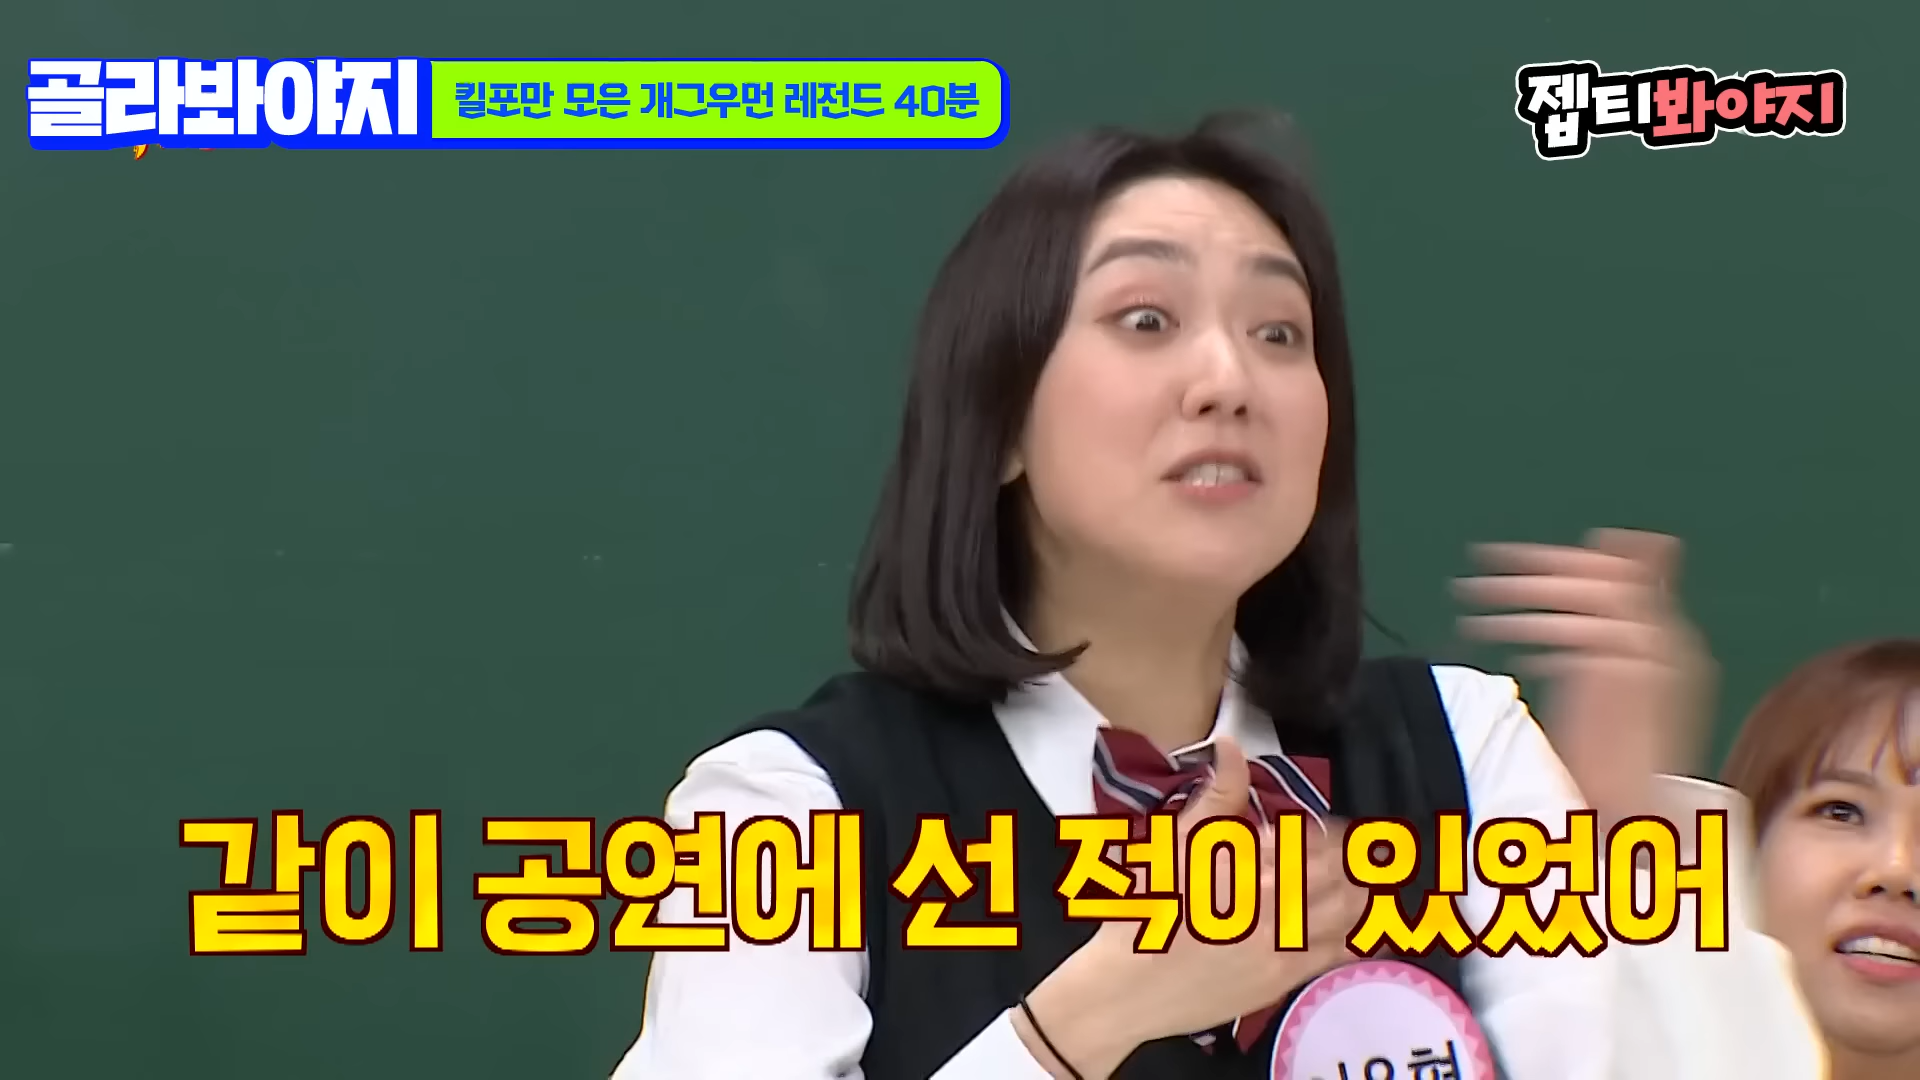 골라봐야지
킬포만 모은 개그우먼 레전드 40분
젭티봐야지
같이 공연에 선 적이 있었어